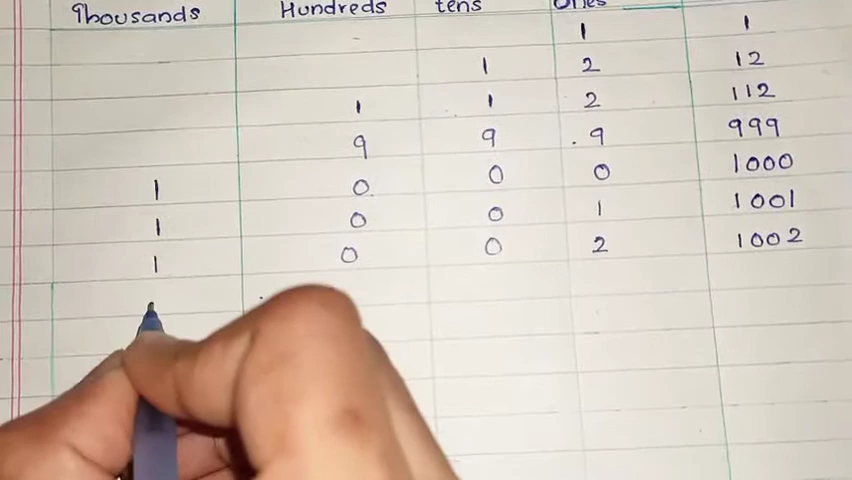 Thousands Hundreds tens Ones
1 1
1 2 12
1 1 2 112
9 9 9 999
1 0 0 0 1000
1 0 0 1 1001
1 0 0 2 1002